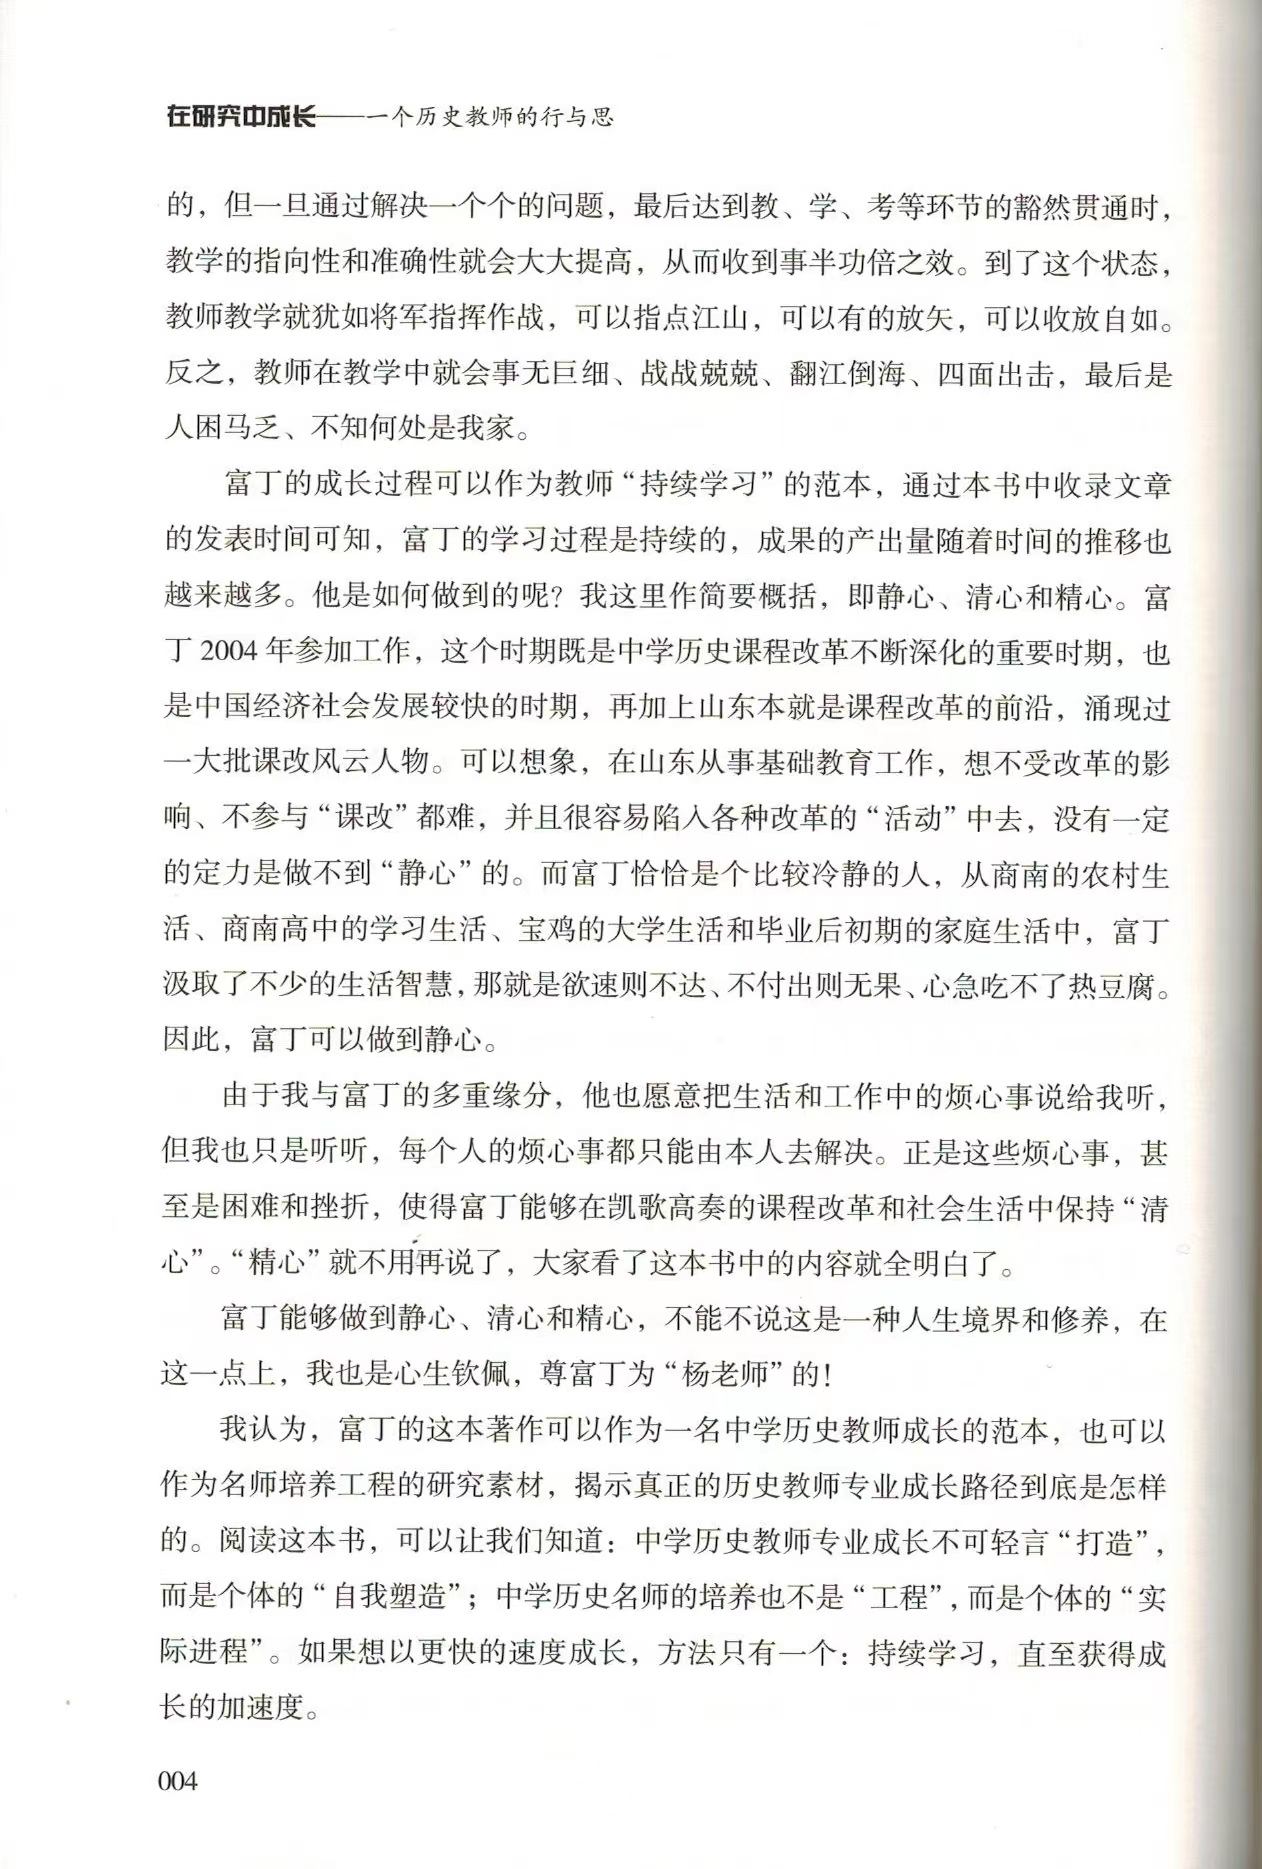 在研究中成长——一个历史教师的行与思
的，但一旦通过解决一个个的问题，最后达到教、学、考等环节的豁然贯通时，
教学的指向性和准确性就会大大提高，从而收到事半功倍之效。到了这个状态，
教师教学就犹如将军指挥作战，可以指点江山，可以有的放矢，可以收放自如。
反之，教师在教学中就会事无巨细、战战兢兢、翻江倒海、四面出击，最后是
人困马乏、不知何处是我家。
富丁的成长过程可以作为教师“持续学习”的范本，通过本书中收录文章
的发表时间可知，富丁的学习过程是持续的，成果的产出量随着时间的推移也
越来越多。他是如何做到的呢？我这里作简要概括，即静心、清心和精心。富
丁 2004 年参加工作，这个时期既是中学历史课程改革不断深化的重要时期，也
是中国经济社会发展较快的时期，再加上山东本就是课程改革的前沿，涌现过
一大批课改风云人物。可以想象，在山东从事基础教育工作，想不受改革的影
响、不参与“课改”都难，并且很容易陷入各种改革的“活动”中去，没有一定
的定力是做不到“静心”的。而富丁恰恰是个比较冷静的人，从商南的农村生
活、商南高中的学习生活、宝鸡的大学生活和毕业后初期的家庭生活中，富丁
汲取了不少的生活智慧，那就是欲速则不达、不付出则无果、心急吃不了热豆腐。
因此，富丁可以做到静心。
由于我与富丁的多重缘分，他也愿意把生活和工作中的烦心事说给我听，
但我也只是听听，每个人的烦心事都只能由本人去解决。正是这些烦心事，甚
至是困难和挫折，使得富丁能够在凯歌高奏的课程改革和社会生活中保持“清
心”。“精心”就不用再说了，大家看了这本书中的内容就全明白了。
富丁能够做到静心、清心和精心，不能不说这是一种人生境界和修养，在
这一点上，我也是心生钦佩，尊富丁为“杨老师”的！
我认为，富丁的这本著作可以作为一名中学历史教师成长的范本，也可以
作为名师培养工程的研究素材，揭示真正的历史教师专业成长路径到底是怎样
的。阅读这本书，可以让我们知道：中学历史教师专业成长不可轻言“打造”，
而是个体的“自我塑造”；中学历史名师的培养也不是“工程”，而是个体的“实
际进程”。如果想以更快的速度成长，方法只有一个：持续学习，直至获得成
长的加速度。
004